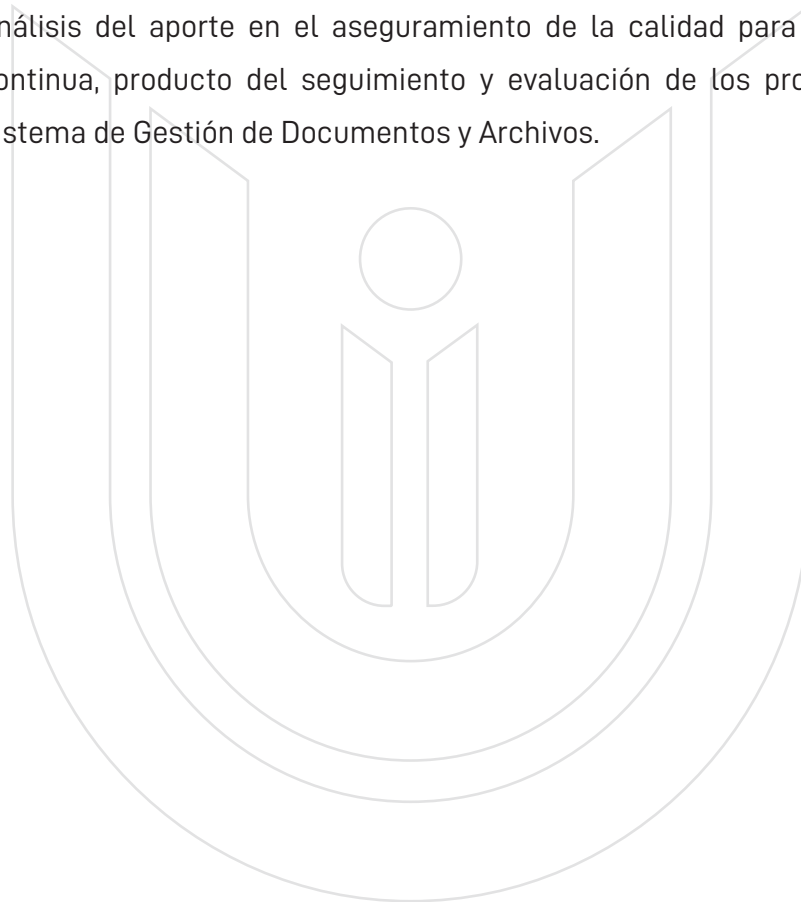 nálisis del aporte en el aseguramiento de la calidad para
ontinua, producto del seguimiento y evaluación de los pro
istema de Gestión de Documentos y Archivos.